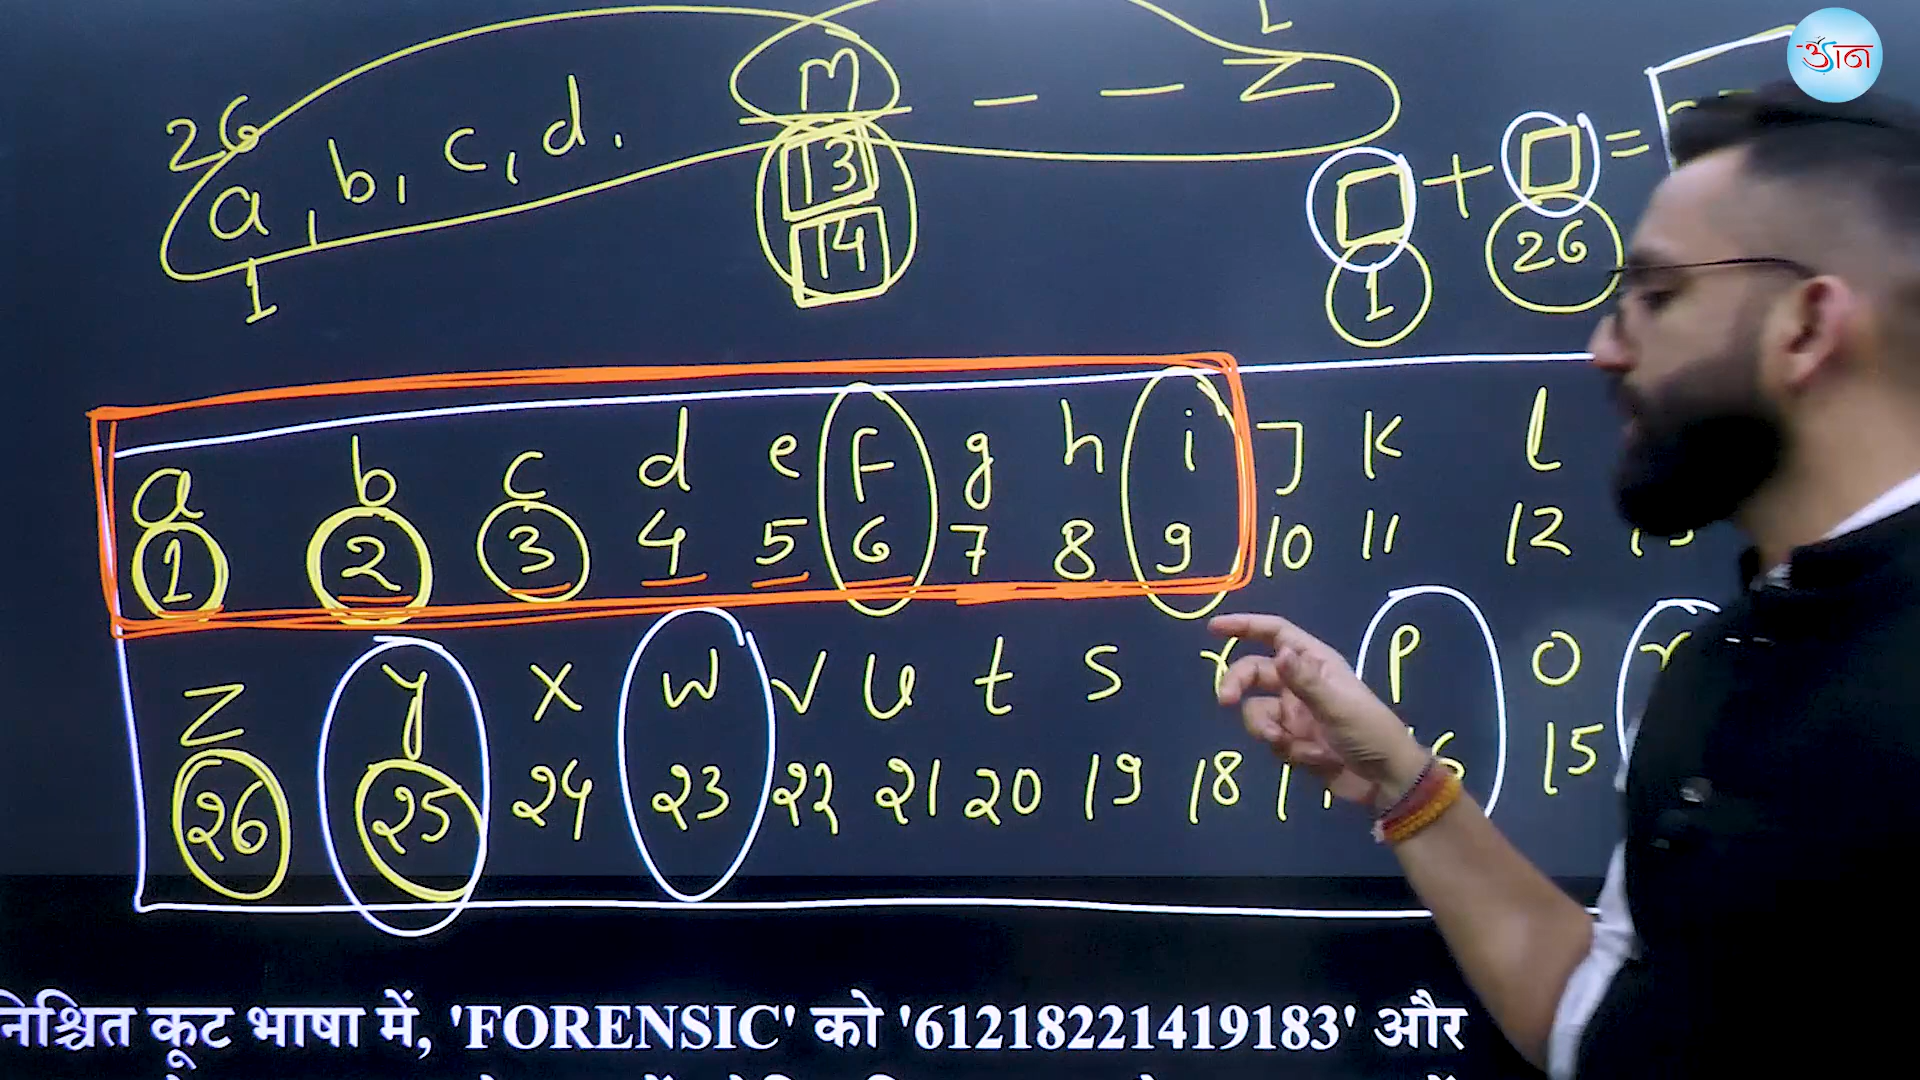 ज्ञान
26
a, b, c, d.
m
Z
13
14
1
□ + □ =
1 26
a b c d e F g h i J K l
1 2 3 4 5 6 7 8 9 10 11 12
Z y x w v u t s r P O
26 25 24 23 22 21 20 19 18 15
निश्चित कूट भाषा में, 'FORENSIC' को '61218221419183' और